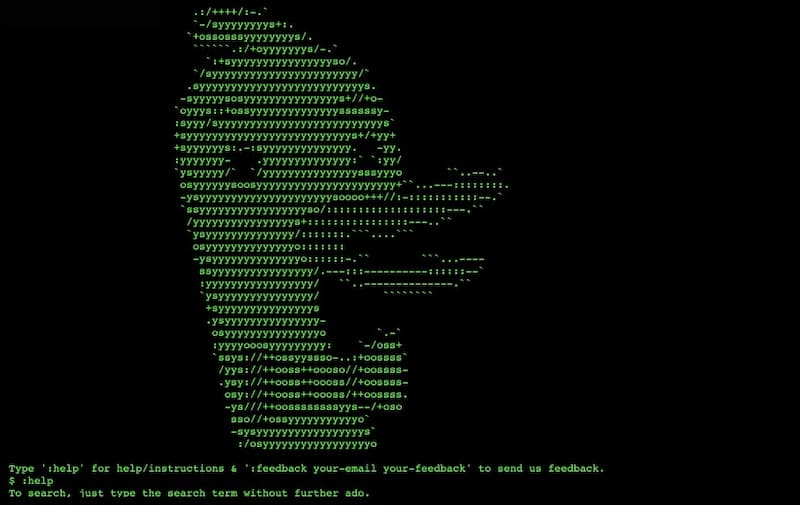 Type ':help' for help/instructions & ':feedback your-email your-feedback' to send us feedback.
$ :help
To search, just type the search term without further ado.